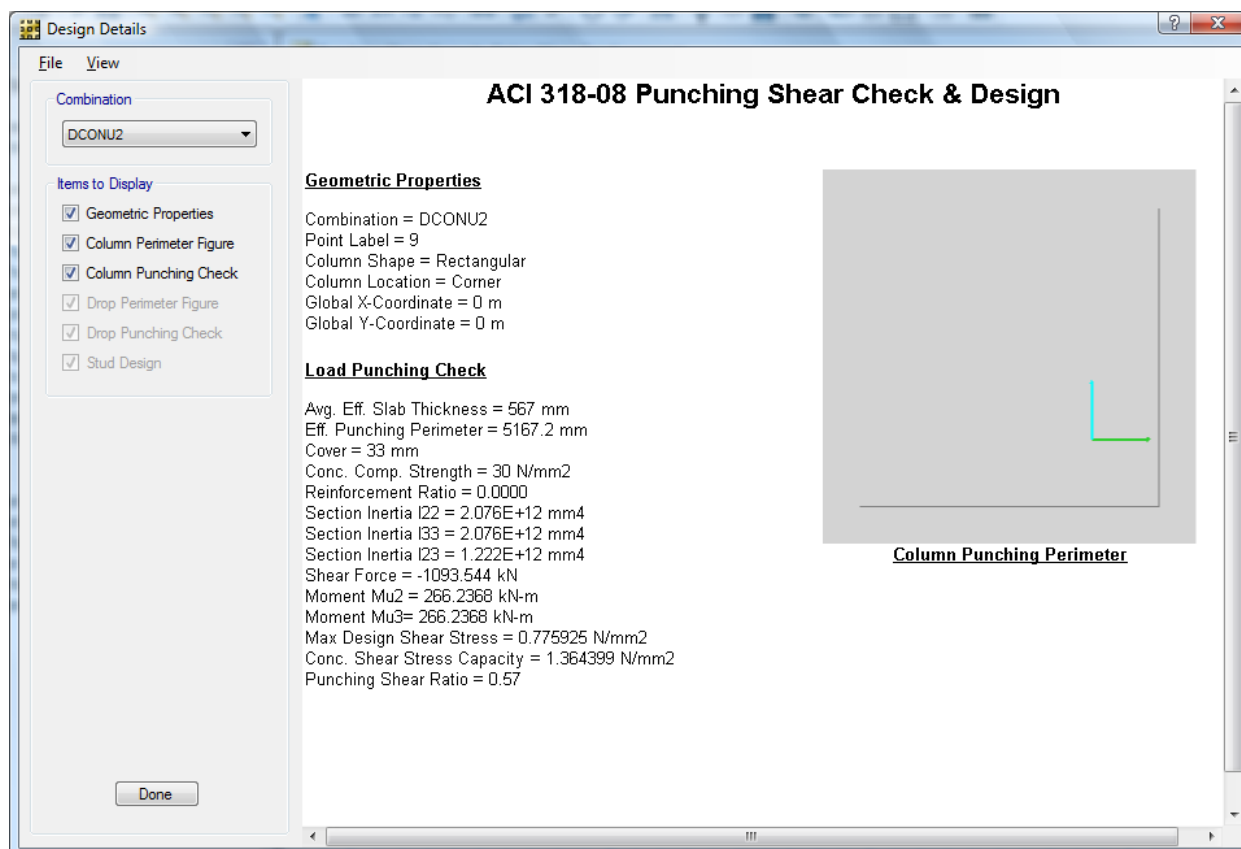 Design Details
?
X
File View
Combination
DCONU2
Items to Display
Geometric Properties
Column Perimeter Figure
Column Punching Check
Drop Perimeter Figure
Drop Punching Check
Stud Design
Done
ACI 318-08 Punching Shear Check & Design
Geometric Properties
Combination = DCONU2
Point Label = 9
Column Shape = Rectangular
Column Location = Corner
Global X-Coordinate = 0 m
Global Y-Coordinate = 0 m
Load Punching Check
Avg. Eff. Slab Thickness = 567 mm
Eff. Punching Perimeter = 5167.2 mm
Cover = 33 mm
Conc. Comp. Strength = 30 N/mm2
Reinforcement Ratio = 0.0000
Section Inertia I22 = 2.076E+12 mm4
Section Inertia I33 = 2.076E+12 mm4
Section Inertia I23 = 1.222E+12 mm4
Shear Force = -1093.544 kN
Moment Mu2 = 266.2368 kN-m
Moment Mu3= 266.2368 kN-m
Max Design Shear Stress = 0.775925 N/mm2
Conc. Shear Stress Capacity = 1.364399 N/mm2
Punching Shear Ratio = 0.57
Column Punching Perimeter